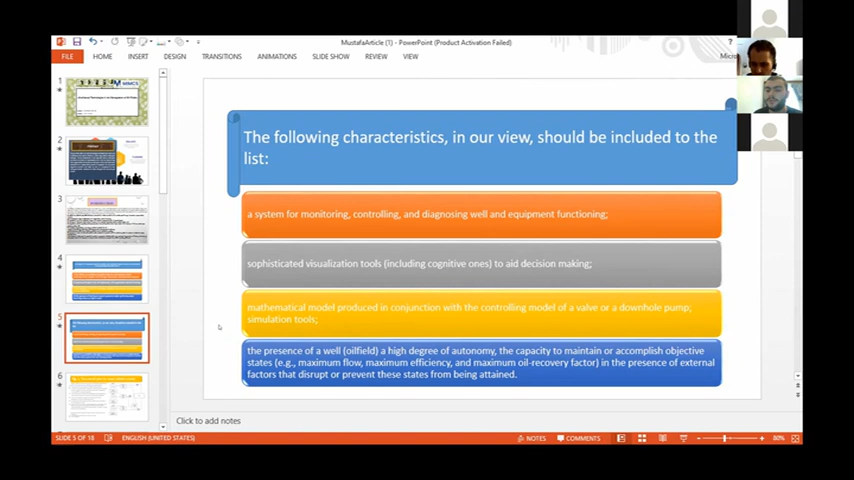 MustafaArticle (1) - PowerPoint (Product Activation Failed)
?
FILE
HOME
INSERT
DESIGN
TRANSITIONS
ANIMATIONS
SLIDE SHOW
REVIEW
VIEW
1
2
3
4
5
6
The following characteristics, in our view, should be included to the
list:
a system for monitoring, controlling, and diagnosing well and equipment functioning;
sophisticated visualization tools (including cognitive ones) to aid decision making;
mathematical model produced in conjunction with the controlling model of a valve or a downhole pump;
simulation tools;
the presence of a well (oilfield) a high degree of autonomy, the capacity to maintain or accomplish objective
states (e.g., maximum flow, maximum efficiency, and maximum oil-recovery factor) in the presence of external
factors that disrupt or prevent these states from being attained.
Click to add notes
SLIDE 5 OF 18
ENGLISH (UNITED STATES)
NOTES
COMMENTS
80%